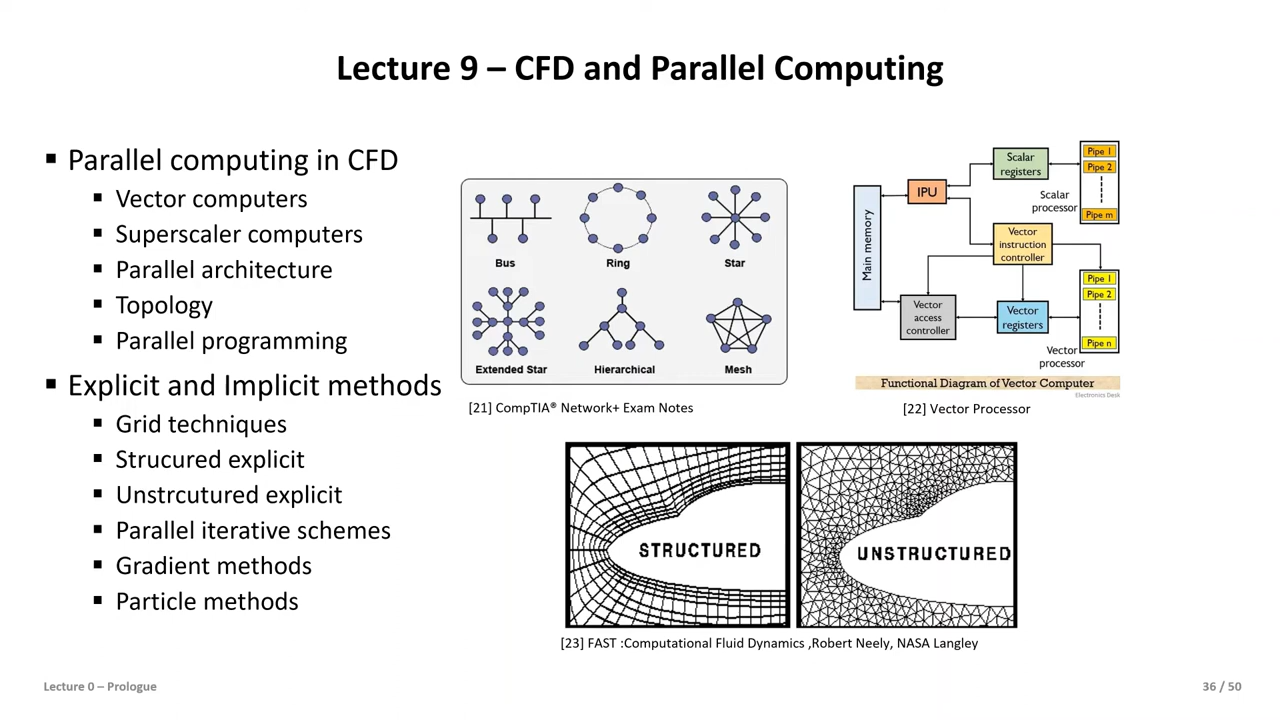 Lecture 9 – CFD and Parallel Computing
▪ Parallel computing in CFD
▪ Vector computers
▪ Superscaler computers
▪ Parallel architecture
▪ Topology
▪ Parallel programming
▪ Explicit and Implicit methods
▪ Grid techniques
▪ Strucured explicit
▪ Unstrcutured explicit
▪ Parallel iterative schemes
▪ Gradient methods
▪ Particle methods
Bus
Ring
Star
Extended Star
Hierarchical
Mesh
[21] CompTIA® Network+ Exam Notes
Main memory
IPU
Scalar
registers
Scalar
processor
Pipe 1
Pipe 2
Pipe m
Vector
instruction
controller
Vector
access
controller
Vector
registers
Pipe 1
Pipe 2
Pipe n
Vector
processor
Functional Diagram of Vector Computer
Electronics Desk
[22] Vector Processor
STRUCTURED
UNSTRUCTURED
[23] FAST :Computational Fluid Dynamics ,Robert Neely, NASA Langley
Lecture 0 – Prologue
36 / 50